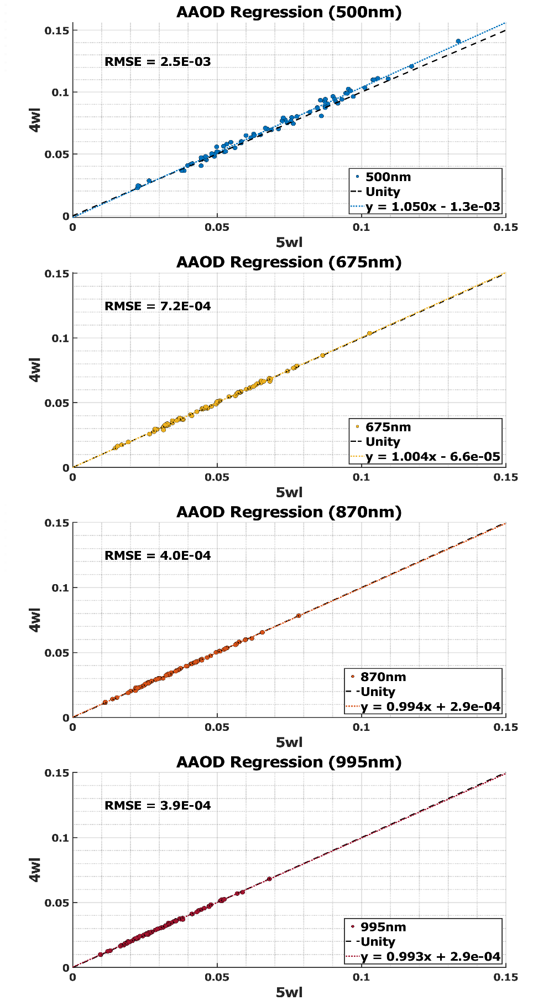 AAOD Regression (500nm)
0.15
RMSE = 2.5E-03
0.1
4wl
0.05
500nm
Unity
y = 1.050x - 1.3e-03
0
0 0.05 0.1 0.15
5wl
AAOD Regression (675nm)
0.15
RMSE = 7.2E-04
0.1
4wl
0.05
675nm
Unity
y = 1.004x - 6.6e-05
0
0 0.05 0.1 0.15
5wl
AAOD Regression (870nm)
0.15
RMSE = 4.0E-04
0.1
4wl
0.05
870nm
Unity
y = 0.994x + 2.9e-04
0
0 0.05 0.1 0.15
5wl
AAOD Regression (995nm)
0.15
RMSE = 3.9E-04
0.1
4wl
0.05
995nm
Unity
y = 0.993x + 2.9e-04
0
0 0.05 0.1 0.15
5wl